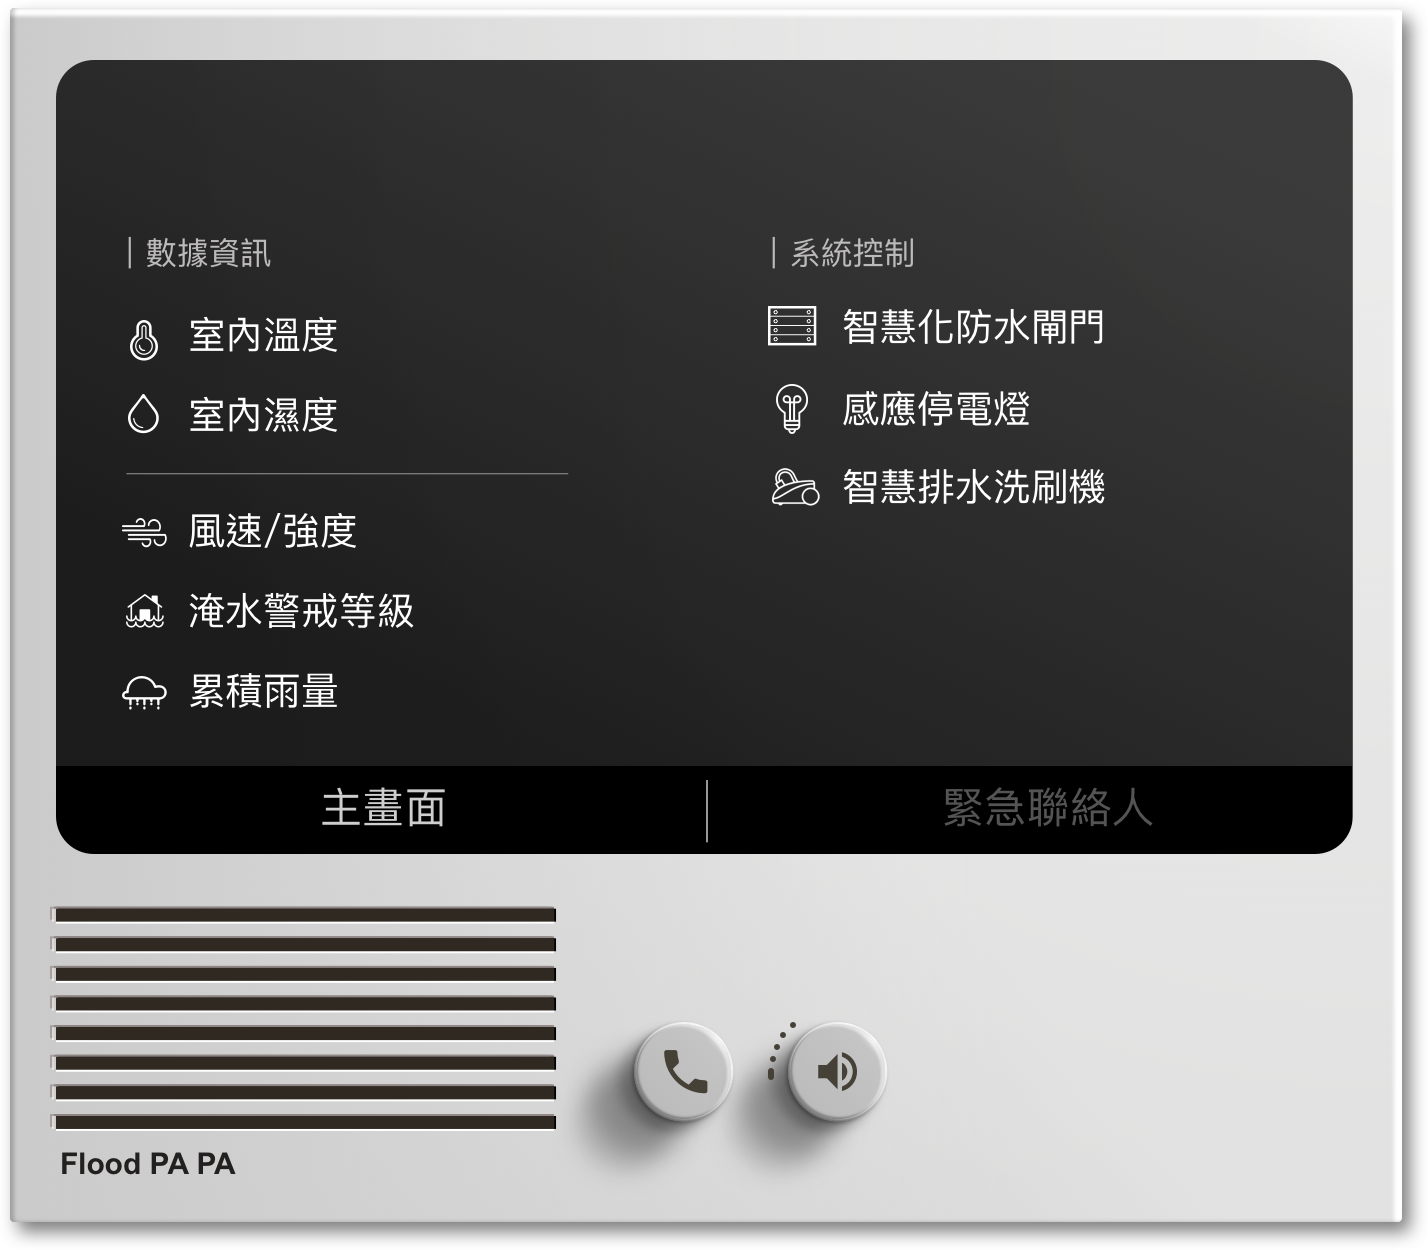 數據資訊
室內溫度
室內濕度
風速/強度
淹水警戒等級
累積雨量
系統控制
智慧化防水閘門
感應停電燈
智慧排水洗刷機
主畫面
緊急聯絡人
Flood PA PA